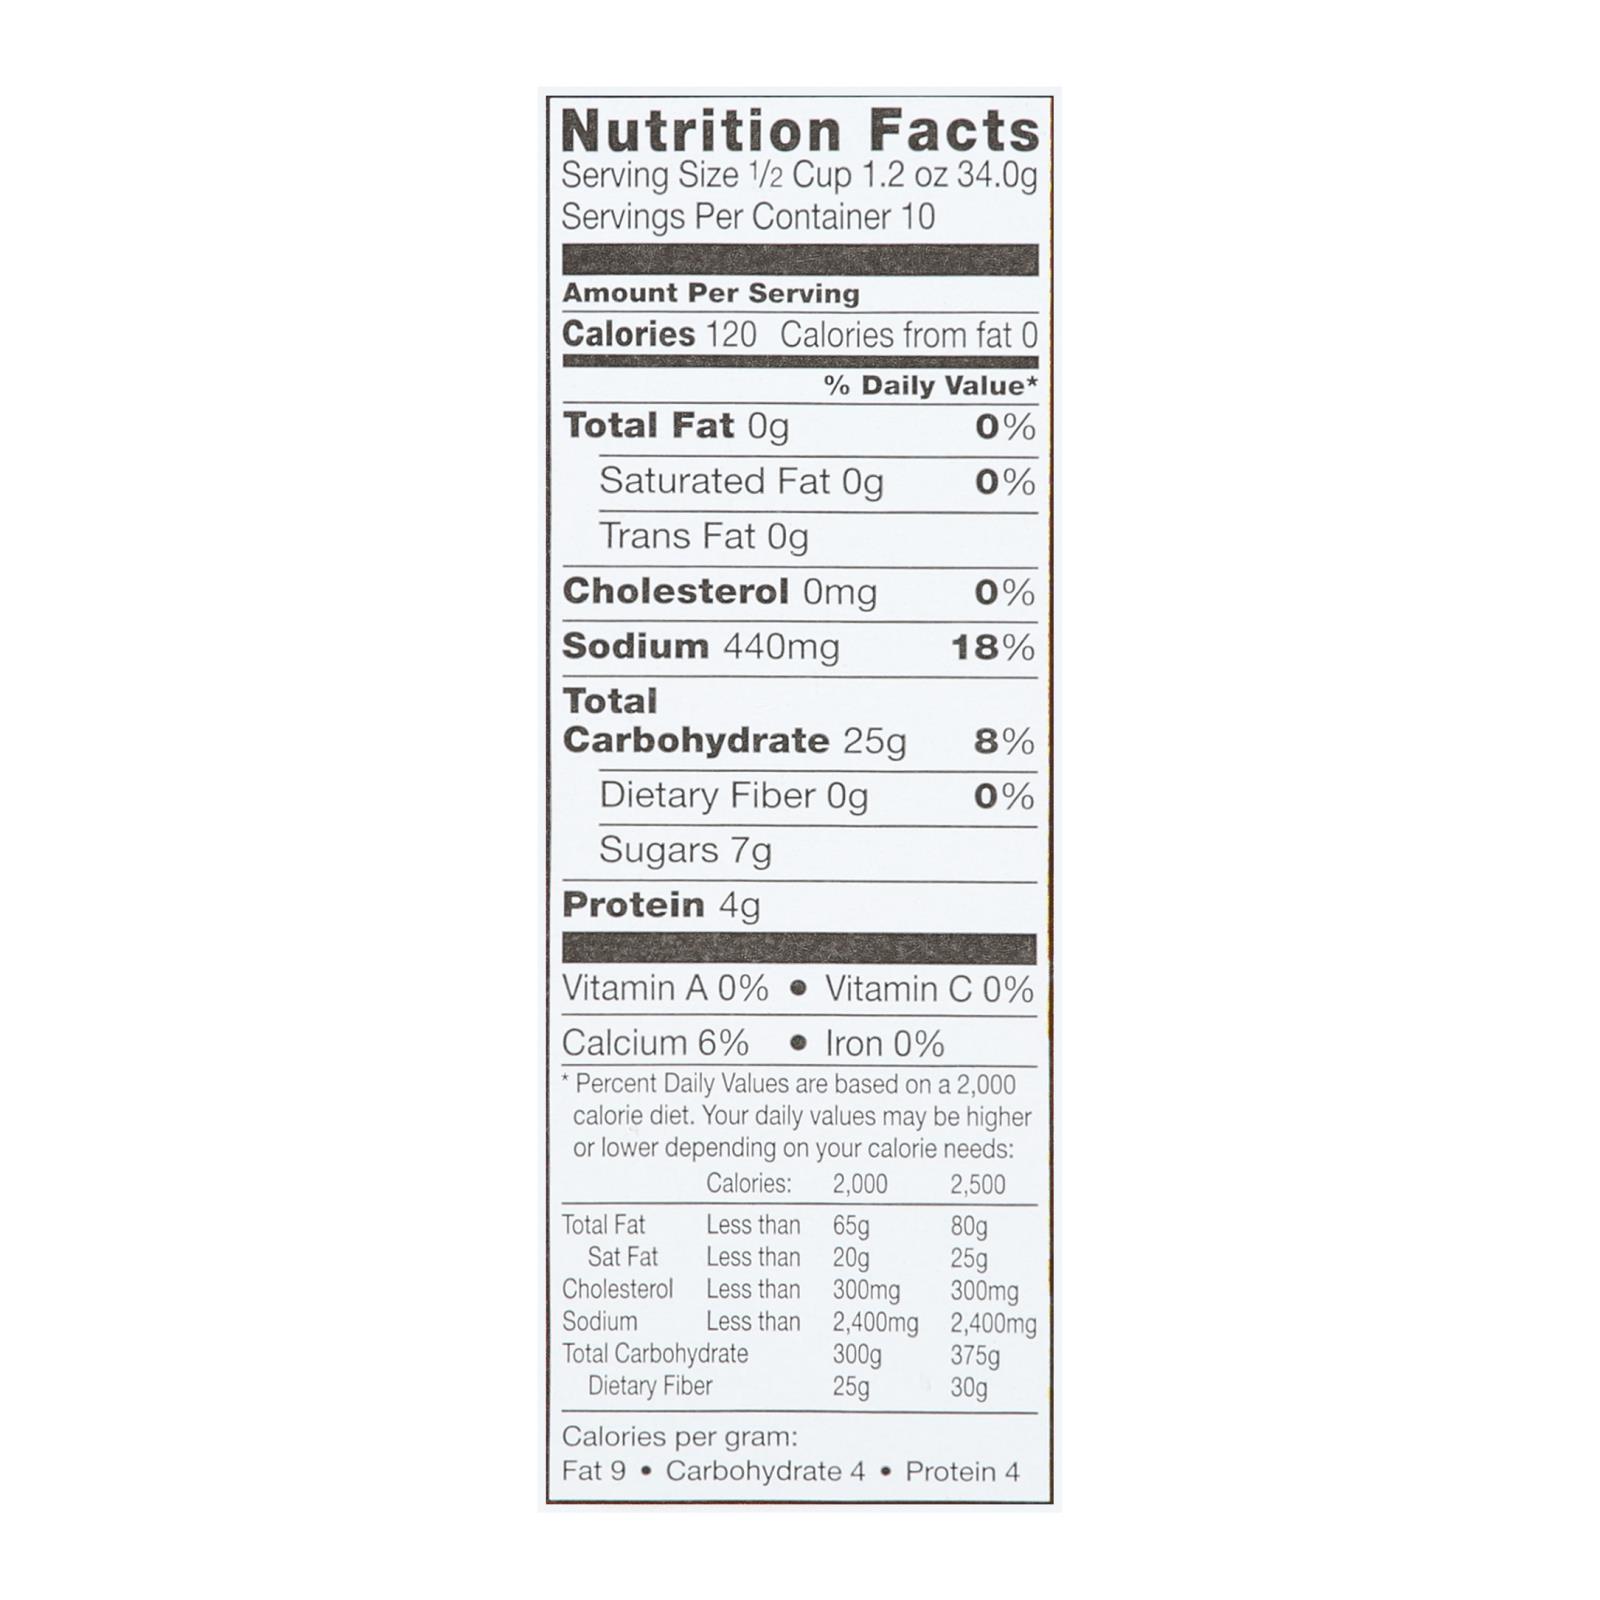 Nutrition Facts
Serving Size 1/2 Cup 1.2 oz 34.0g
Servings Per Container 10
Amount Per Serving
Calories 120 Calories from fat 0
% Daily Value*
Total Fat 0g 0%
Saturated Fat 0g 0%
Trans Fat 0g
Cholesterol 0mg 0%
Sodium 440mg 18%
Total
Carbohydrate 25g 8%
Dietary Fiber 0g 0%
Sugars 7g
Protein 4g
Vitamin A 0% • Vitamin C 0%
Calcium 6% • Iron 0%
* Percent Daily Values are based on a 2,000
calorie diet. Your daily values may be higher
or lower depending on your calorie needs:
Calories: 2,000 2,500
Total Fat Less than 65g 80g
Sat Fat Less than 20g 25g
Cholesterol Less than 300mg 300mg
Sodium Less than 2,400mg 2,400mg
Total Carbohydrate 300g 375g
Dietary Fiber 25g 30g
Calories per gram:
Fat 9 • Carbohydrate 4 • Protein 4